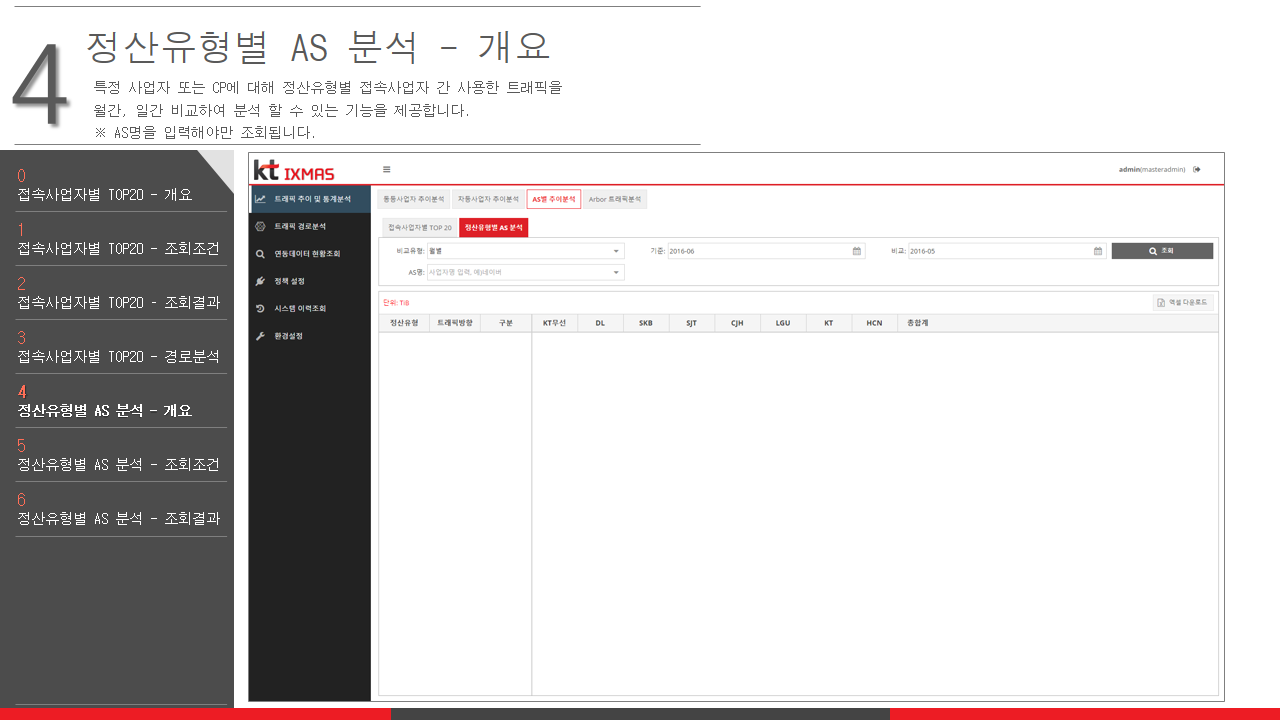 4
정산유형별 AS 분석 - 개요
특정 사업자 또는 CP에 대해 정산유형별 접속사업자 간 사용한 트래픽을
월간, 일간 비교하여 분석 할 수 있는 기능을 제공합니다.
※ AS명을 입력해야만 조회됩니다.
0
접속사업자별 TOP20 - 개요
1
접속사업자별 TOP20 - 조회조건
2
접속사업자별 TOP20 - 조회결과
3
접속사업자별 TOP20 - 경로분석
4
정산유형별 AS 분석 - 개요
5
정산유형별 AS 분석 - 조회조건
6
정산유형별 AS 분석 - 조회결과
kt IXMAS
admin(masteradmin)
트래픽 추이 및 통계분석
트래픽 경로분석
연동데이터 현황조회
정책 설정
시스템 이력조회
환경설정
동등사업자 추이분석 차등사업자 추이분석 AS별 추이분석 Arbor 트래픽분석
접속사업자별 TOP 20 정산유형별 AS 분석
비교유형: 월별 기준: 2016-06 비교: 2016-05 조회
AS명: 사업자명 입력, 예)네이버
단위: TiB 엑셀 다운로드
정산유형 트래픽방향 구분 KT무선 DL SKB SJT CJH LGU KT HCN 총합계